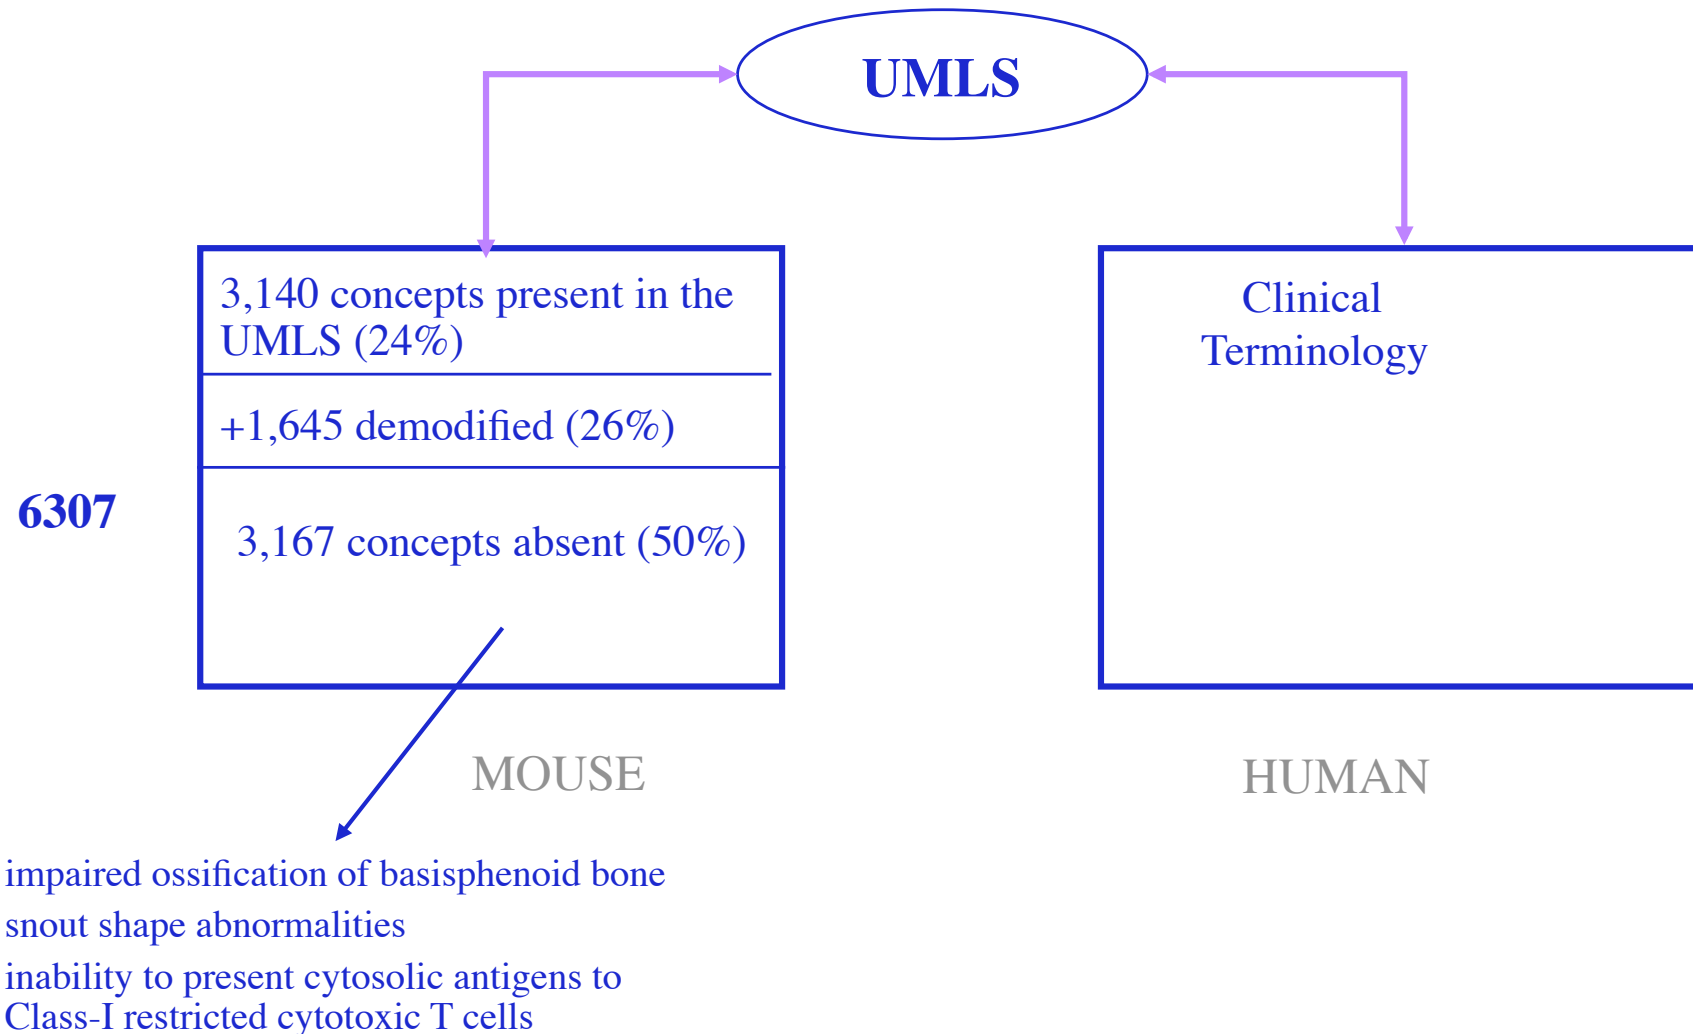 UMLS
3,140 concepts present in the
UMLS (24%)
+1,645 demodified (26%)
6307
3,167 concepts absent (50%)
Clinical
Terminology
MOUSE
HUMAN
impaired ossification of basisphenoid bone
snout shape abnormalities
inability to present cytosolic antigens to
Class-I restricted cytotoxic T cells